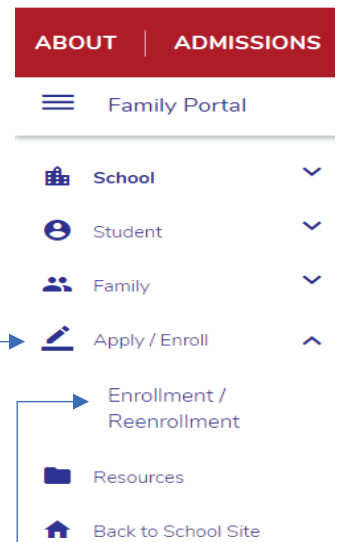 ABOUT | ADMISSIONS
Family Portal
School
Student
Family
Apply / Enroll
Enrollment /
Reenrollment
Resources
Back to School Site